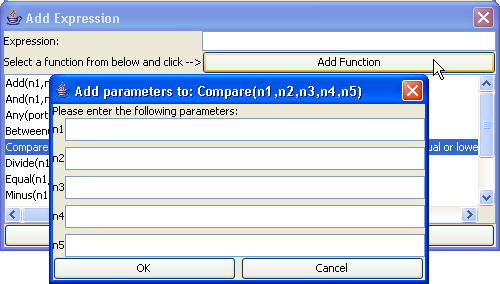 Add Expression
Expression:
Select a function from below and click --> Add Function
Add(n1,n
And(n1,n
Any(port
Between
Compare
ual or lowe
Divide(n1
Equal(n1,
Minus(n1
Add parameters to: Compare(n1,n2,n3,n4,n5)
Please enter the following parameters:
n1
n2
n3
n4
n5
OK Cancel